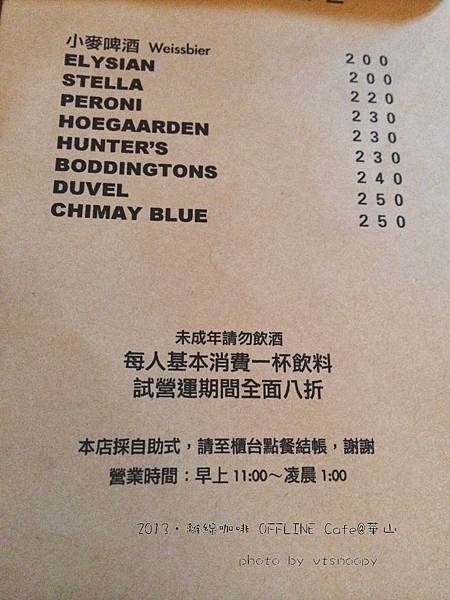 小麥啤酒 Weissbier 200
ELYSIAN 200
STELLA 220
PERONI 230
HOEGAARDEN 230
HUNTER'S 230
BODDINGTONS 240
DUVEL 250
CHIMAY BLUE 250
未成年請勿飲酒
每人基本消費一杯飲料
試營運期間全面八折
本店採自助式，請至櫃台點餐結帳，謝謝
營業時間：早上 11:00～凌晨 1:00
2013・離線咖啡 OFFLINE Cafe@華山
photo by vtsnoopy